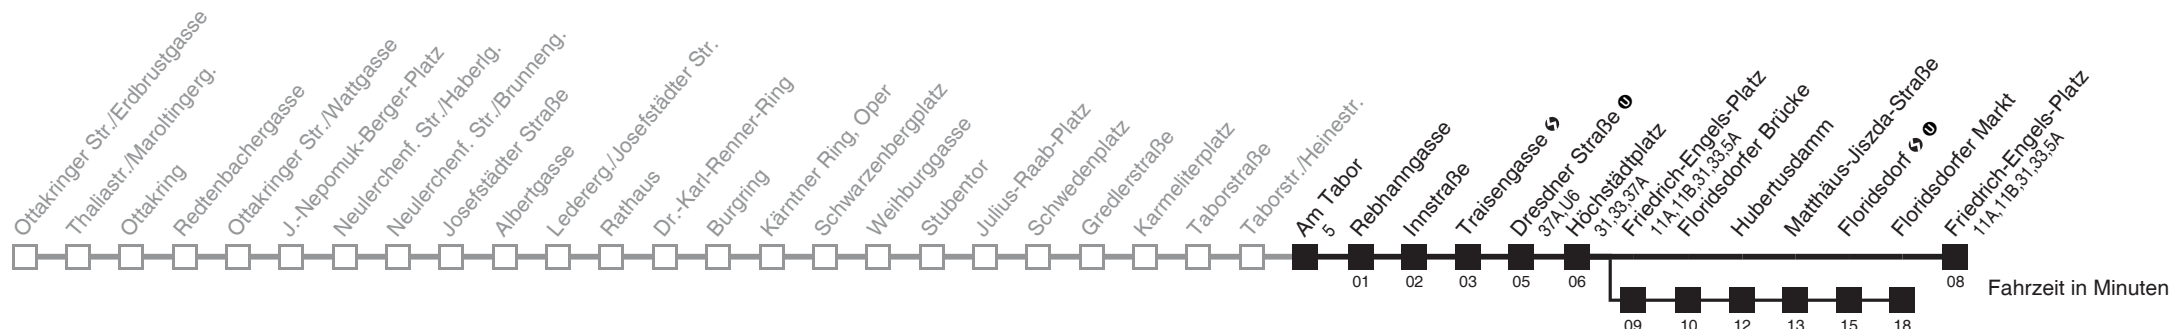 Ottakringer Str./Erdbrustgasse
Thaliastr./Maroltingerg.
Ottakring
Redtenbachergasse
Ottakringer Str./Wattgasse
J.-Nepomuk-Berger-Platz
Neulerchenf. Str./Haberlg.
Neulerchenf. Str./Brunneng.
Josefstädter Straße
Albertgasse
Lederer./Josefstädter Str.
Rathaus
Dr.-Karl-Renner-Ring
Burgring
Kärntner Ring, Oper
Schwarzenbergplatz
Weihburggasse
Stubentor
Julius-Raab-Platz
Schwedenplatz
Gredlerstraße
Karmeliterplatz
Taborstraße
Taborstr./Heinestr.
Am Tabor
5
Rebhanngasse
Innstraße
Traisengasse S
Dresdner Straße U
37A,U6
Höchstädtplatz
31,33,37A
Friedrich-Engels-Platz
11A,11B,31,33,5A
Floridsdorfer Brücke
Hubertusdamm
Matthäus-Jiszda-Straße
Floridsdorf S U
Floridsdorfer Markt
Friedrich-Engels-Platz
11A,11B,31,33,5A
01 02 03 05 06 08
Fahrzeit in Minuten
09 10 12 13 15 18